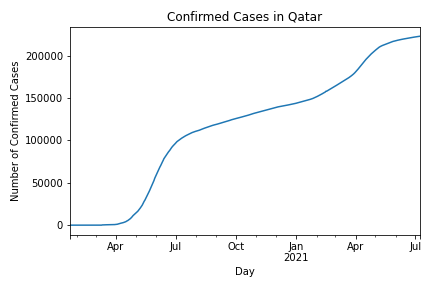 Confirmed Cases in Qatar
Number of Confirmed Cases
200000
150000
100000
50000
0
Apr Jul Oct Jan Apr Jul
2021
Day